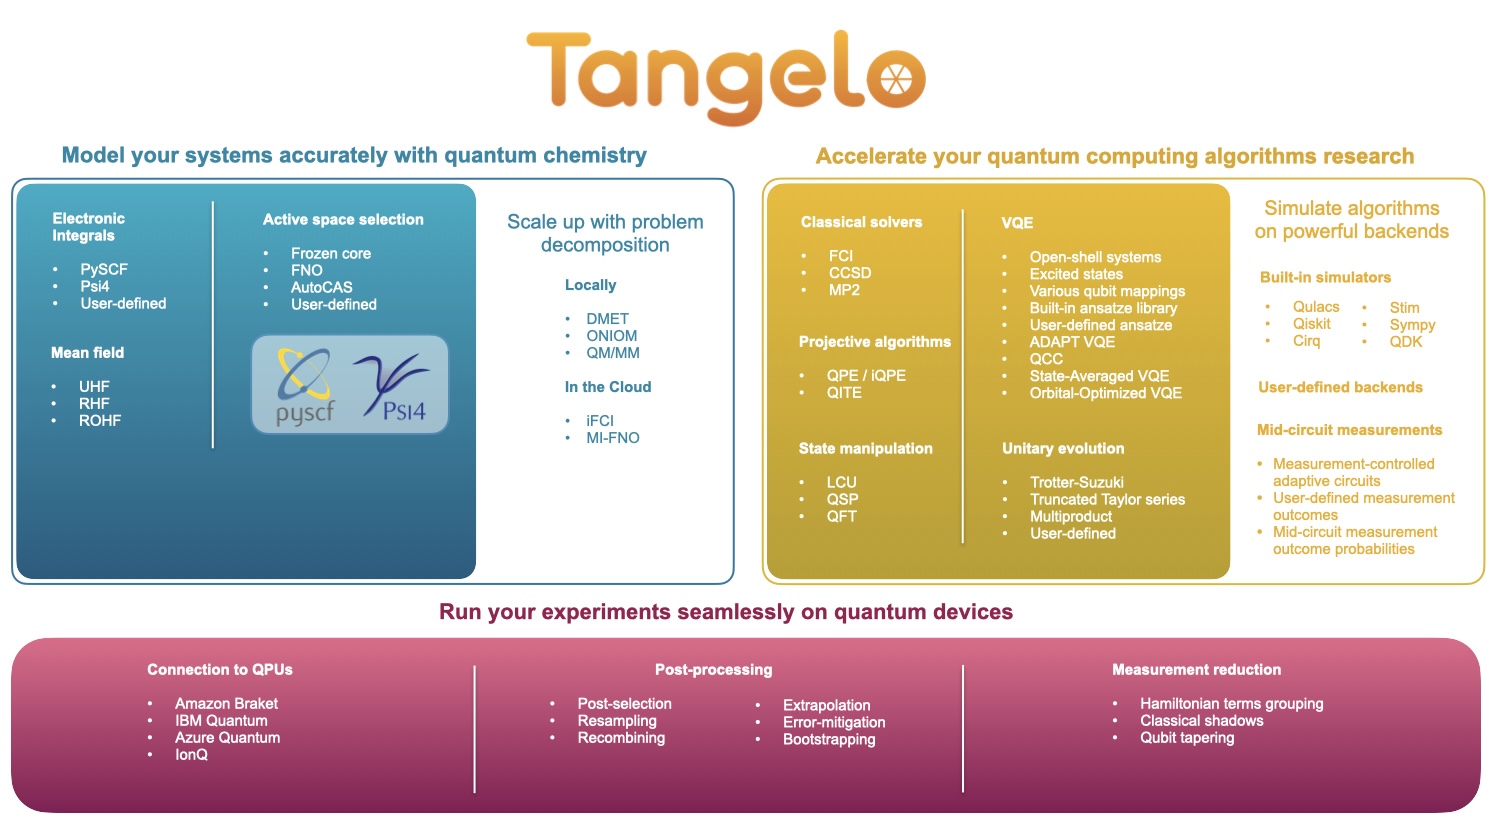 Tangelo
Model your systems accurately with quantum chemistry
Electronic
Integrals
• PySCF
• Psi4
• User-defined
Mean field
• UHF
• RHF
• ROHF
Active space selection
• Frozen core
• FNO
• AutoCAS
• User-defined
pyscf
PSI4
Scale up with problem
decomposition
Locally
• DMET
• ONIOM
• QM/MM
In the Cloud
• iFCI
• MI-FNO
Accelerate your quantum computing algorithms research
Classical solvers
• FCI
• CCSD
• MP2
Projective algorithms
• QPE / iQPE
• QITE
State manipulation
• LCU
• QSP
• QFT
VQE
• Open-shell systems
• Excited states
• Various qubit mappings
• Built-in ansatze library
• User-defined ansatze
• ADAPT VQE
• QCC
• State-Averaged VQE
• Orbital-Optimized VQE
Unitary evolution
• Trotter-Suzuki
• Truncated Taylor series
• Multiproduct
• User-defined
Simulate algorithms
on powerful backends
Built-in simulators
• Qulacs
• Qiskit
• Cirq
• Stim
• Sympy
• QDK
User-defined backends
Mid-circuit measurements
• Measurement-controlled
adaptive circuits
• User-defined measurement
outcomes
• Mid-circuit measurement
outcome probabilities
Run your experiments seamlessly on quantum devices
Connection to QPUs
• Amazon Braket
• IBM Quantum
• Azure Quantum
• IonQ
Post-processing
• Post-selection
• Resampling
• Recombining
• Extrapolation
• Error-mitigation
• Bootstrapping
Measurement reduction
• Hamiltonian terms grouping
• Classical shadows
• Qubit tapering